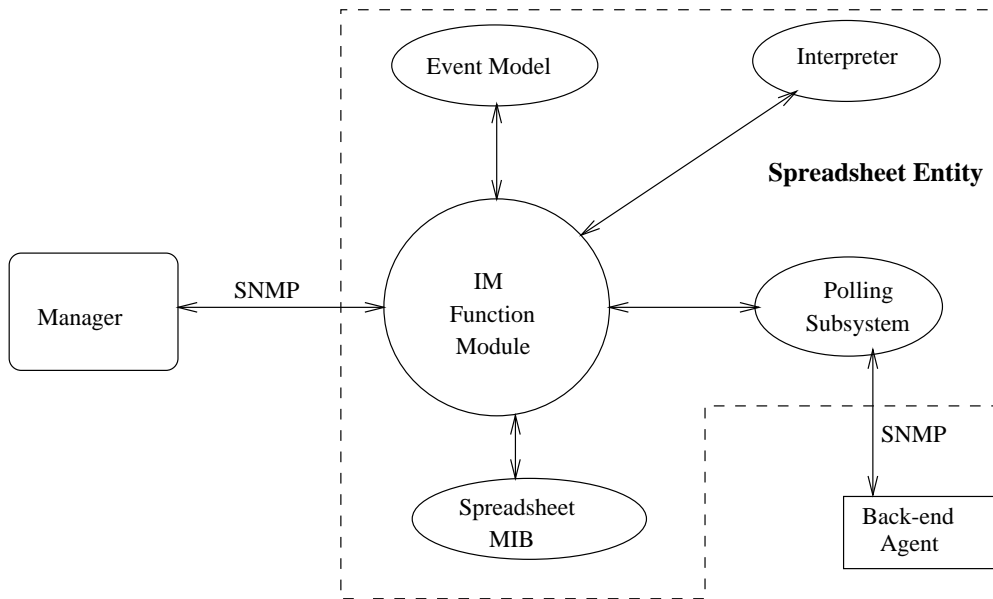 Event Model
Interpreter
Spreadsheet Entity
Manager
SNMP
IM
Function
Module
Polling
Subsystem
SNMP
Spreadsheet
MIB
Back-end
Agent